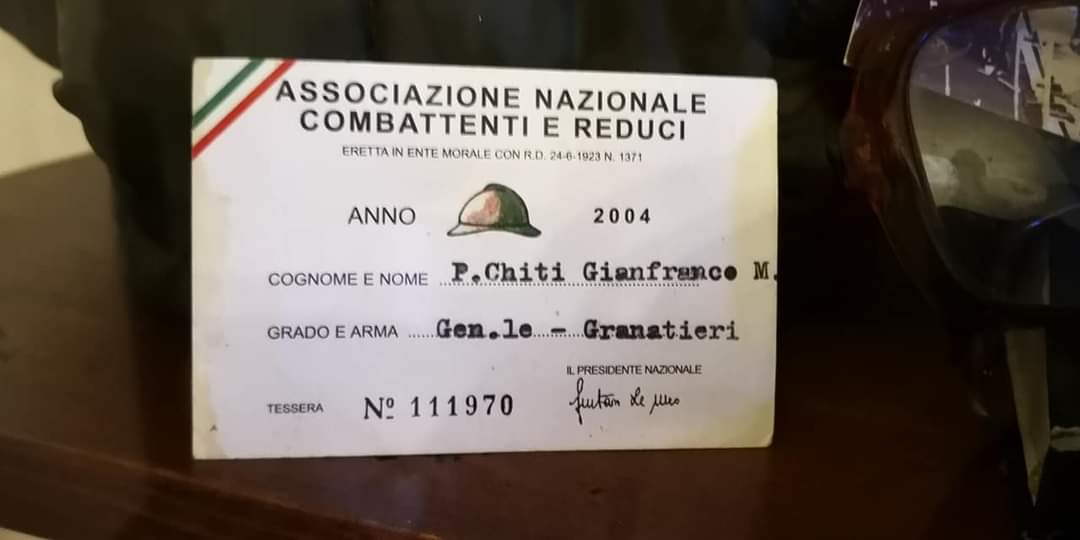 ASSOCIAZIONE NAZIONALE
COMBATTENTI E REDUCI
ERETTA IN ENTE MORALE CON R.D. 24-6-1923 N. 1371
ANNO 2004
COGNOME E NOME P.Chiti Gianfranco M.
GRADO E ARMA Gen.le - Granatieri
IL PRESIDENTE NAZIONALE
TESSERA Nº 111970